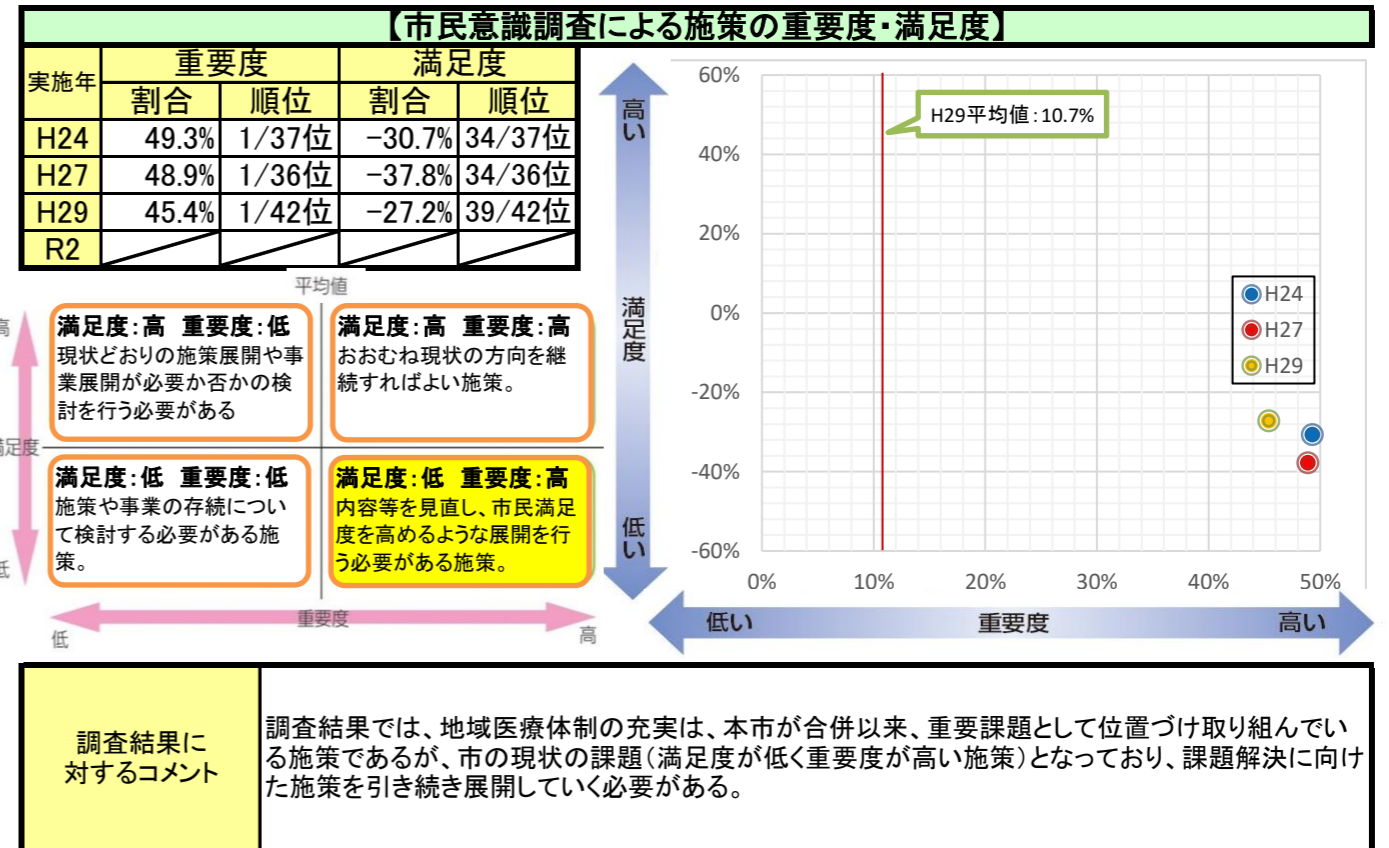 【市民意識調査による施策の重要度・満足度】
実施年 重要度 満足度
割合 順位 割合 順位
H24 49.3% 1/37位 -30.7% 34/37位
H27 48.9% 1/36位 -37.8% 34/36位
H29 45.4% 1/42位 -27.2% 39/42位
R2
平均値
高
満足度:高 重要度:低
現状どおりの施策展開や事
業展開が必要か否かの検
討を行う必要がある
満足度:高 重要度:高
おおむね現状の方向を継
続すればよい施策。
満足度
満足度:低 重要度:低
施策や事業の存続につい
て検討する必要がある施
策。
満足度:低 重要度:高
内容等を見直し、市民満足
度を高めるような展開を行
う必要がある施策。
低
重要度
低
高
高い
満足度
低い
60%
40%
20%
0%
-20%
-40%
-60%
H29平均値:10.7%
H24
H27
H29
0% 10% 20% 30% 40% 50%
低い 重要度 高い
調査結果に
対するコメント
調査結果では、地域医療体制の充実は、本市が合併以来、重要課題として位置づけ取り組んでい
る施策であるが、市の現状の課題(満足度が低く重要度が高い施策)となっており、課題解決に向け
た施策を引き続き展開していく必要がある。